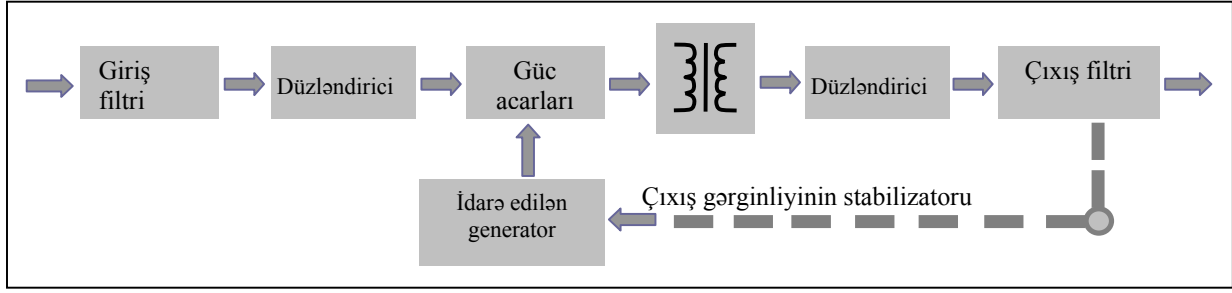 Giriş
filtri
Düzləndirici
Güc
acarları
Düzləndirici
Çıxış filtri
İdarə edilən
generator
Çıxış gərginliyinin stabilizatoru